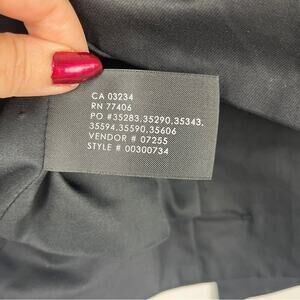 CA 03234
RN 77406
PO #35283,35290,35343,
35594,35590,35606
VENDOR # 07255
STYLE # 00300734